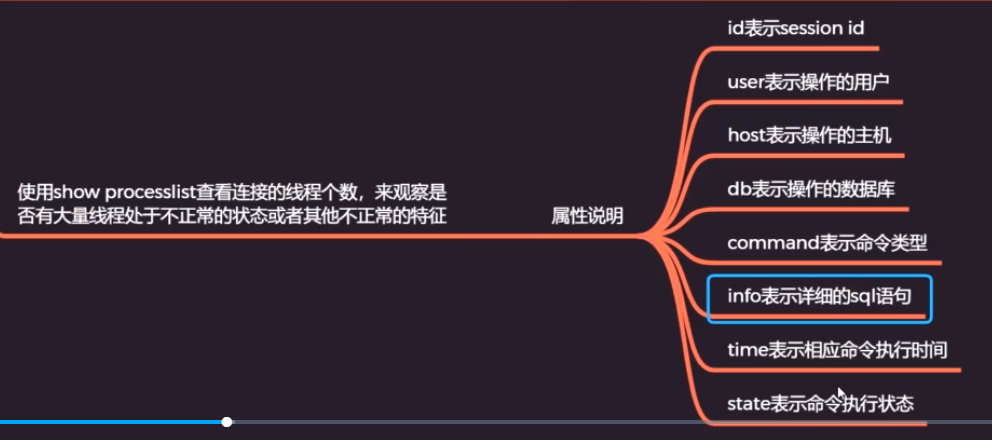 使用show processlist查看连接的线程个数，来观察是
否有大量线程处于不正常的状态或者其他不正常的特征
属性说明
id表示session id
user表示操作的用户
host表示操作的主机
db表示操作的数据库
command表示命令类型
info表示详细的sql语句
time表示相应命令执行时间
state表示命令执行状态